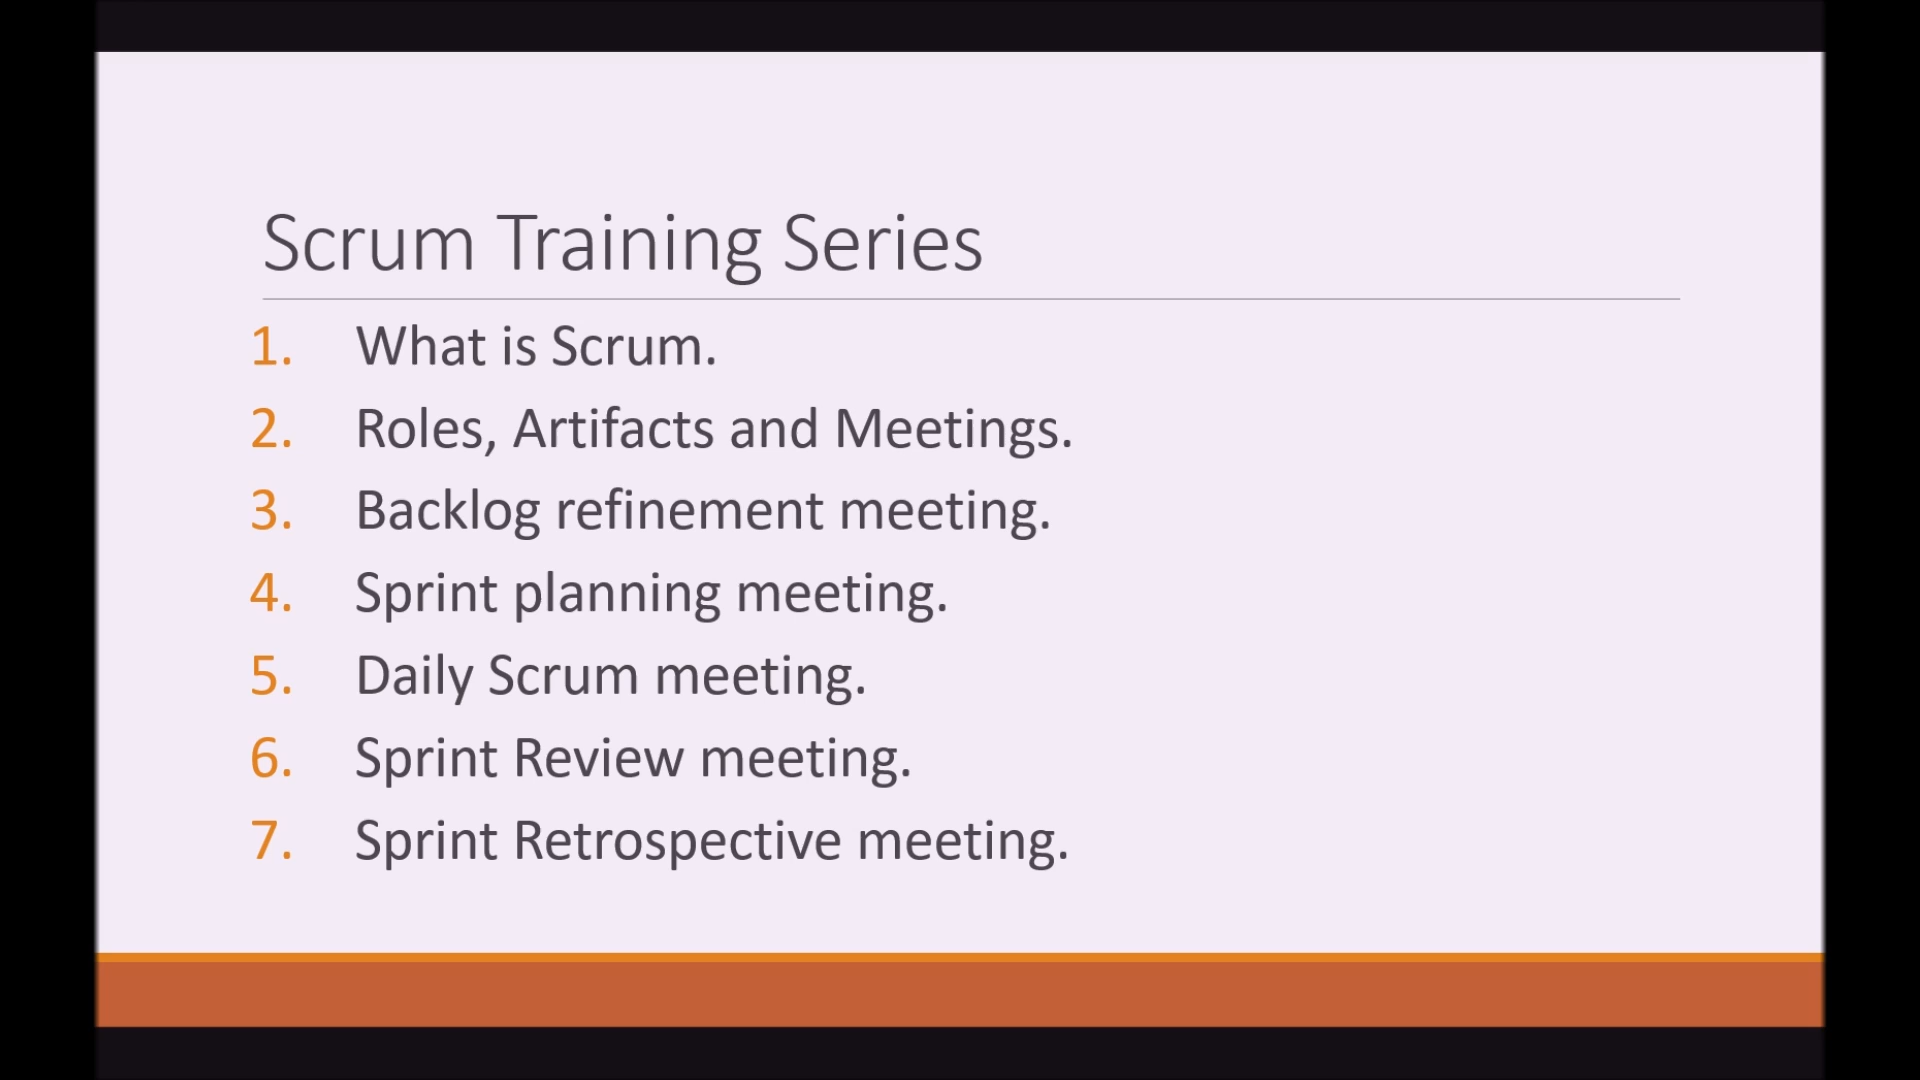 Scrum Training Series
1. What is Scrum.
2. Roles, Artifacts and Meetings.
3. Backlog refinement meeting.
4. Sprint planning meeting.
5. Daily Scrum meeting.
6. Sprint Review meeting.
7. Sprint Retrospective meeting.